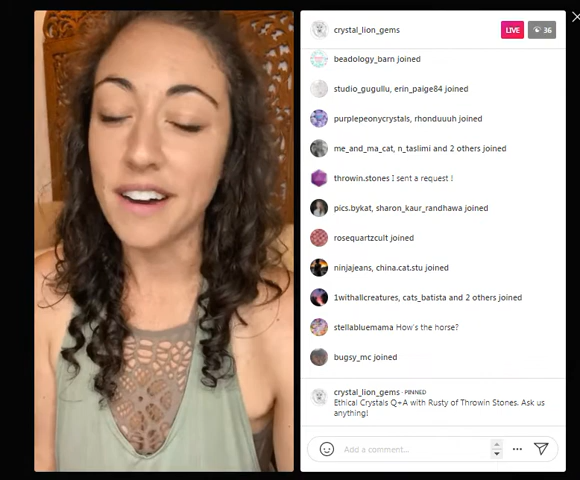 crystal_lion_gems
LIVE 36
beadology_barn joined
studio_gugullu, erin_paige84 joined
purplepeonycrystals, rhonduuuh joined
me_and_ma_cat, n_taslimi and 2 others joined
throwin.stones I sent a request !
pics.bykat, sharon_kaur_randhawa joined
rosequartzcult joined
ninjajeans, china.cat.stu joined
1withallcreatures, cats_batista and 2 others joined
stellabluemama How's the horse?
bugsy_mc joined
crystal_lion_gems · PINNED
Ethical Crystals Q+A with Rusty of Throwin Stones. Ask us
anything!
Add a comment...